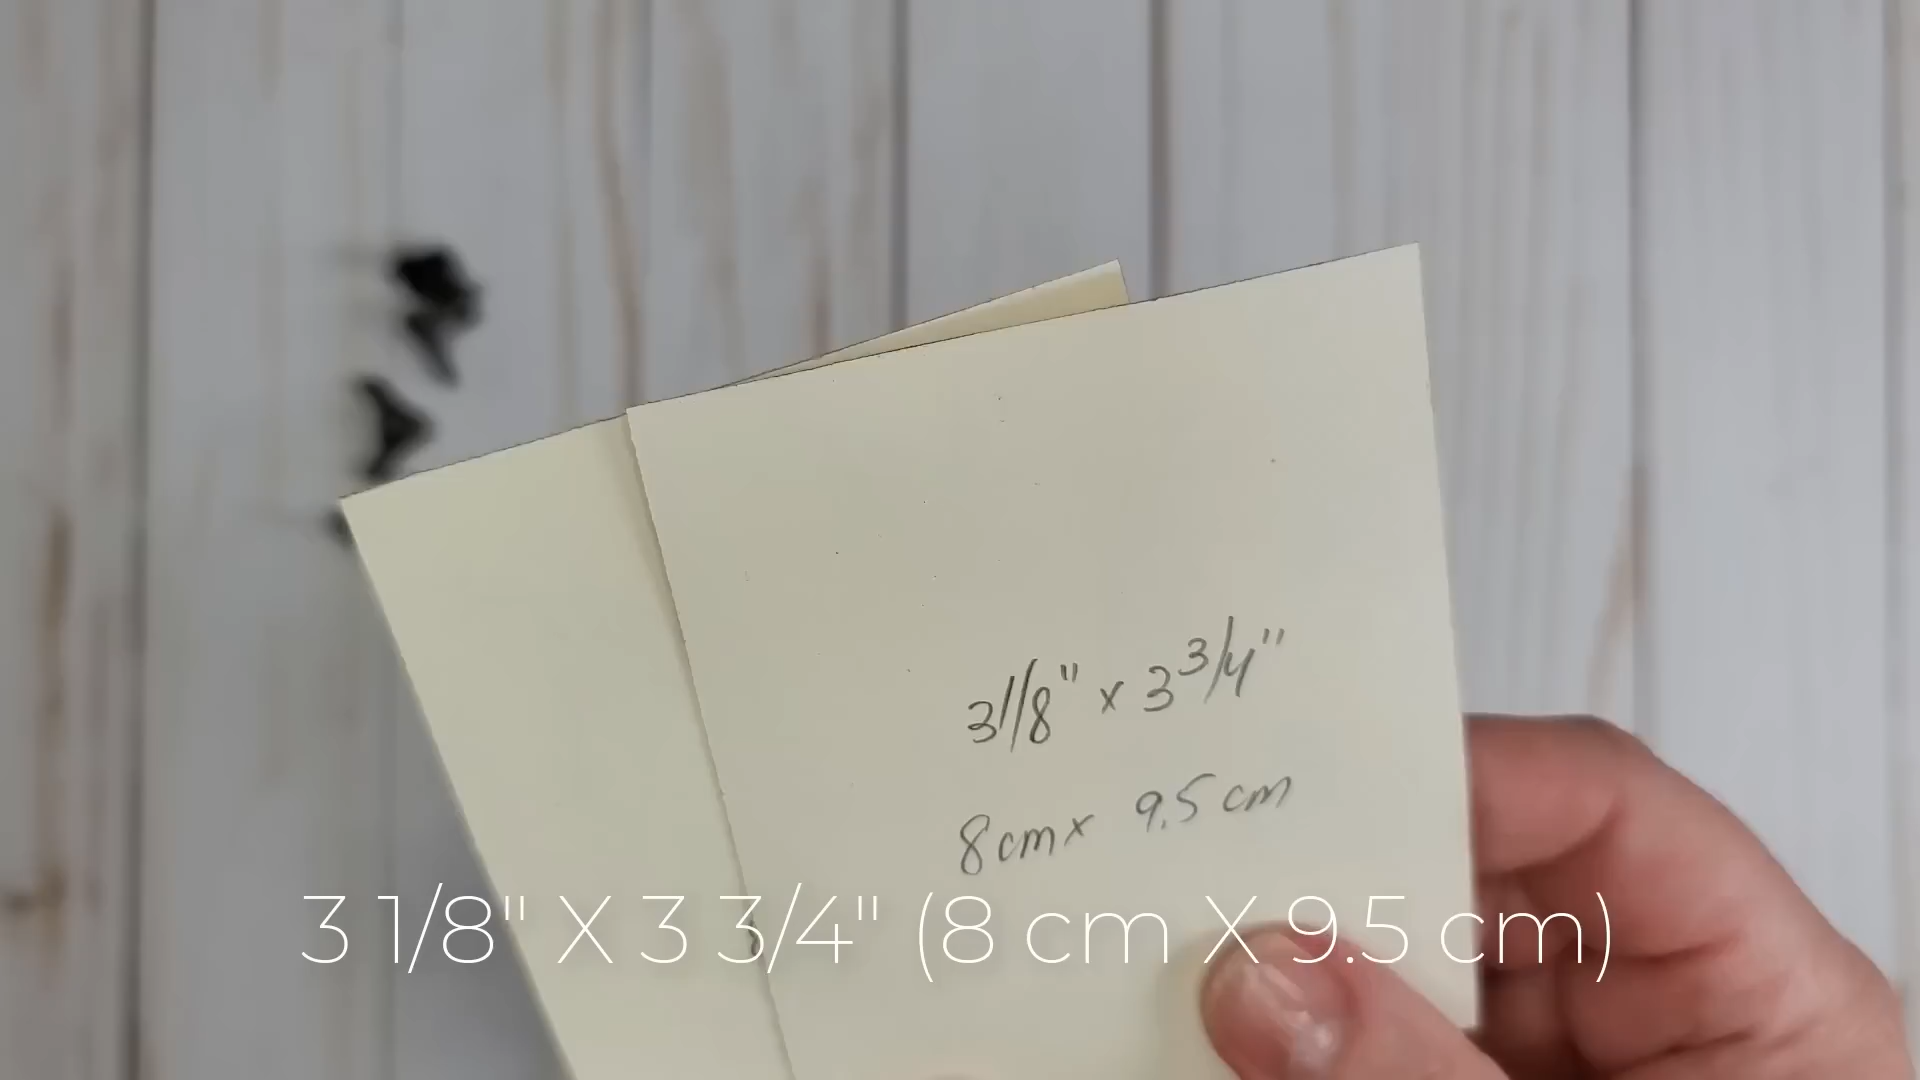 3 1/8" x 3 3/4"
8 cm x 9.5 cm
3 1/8" X 3 3/4" (8 cm X 9.5 cm)